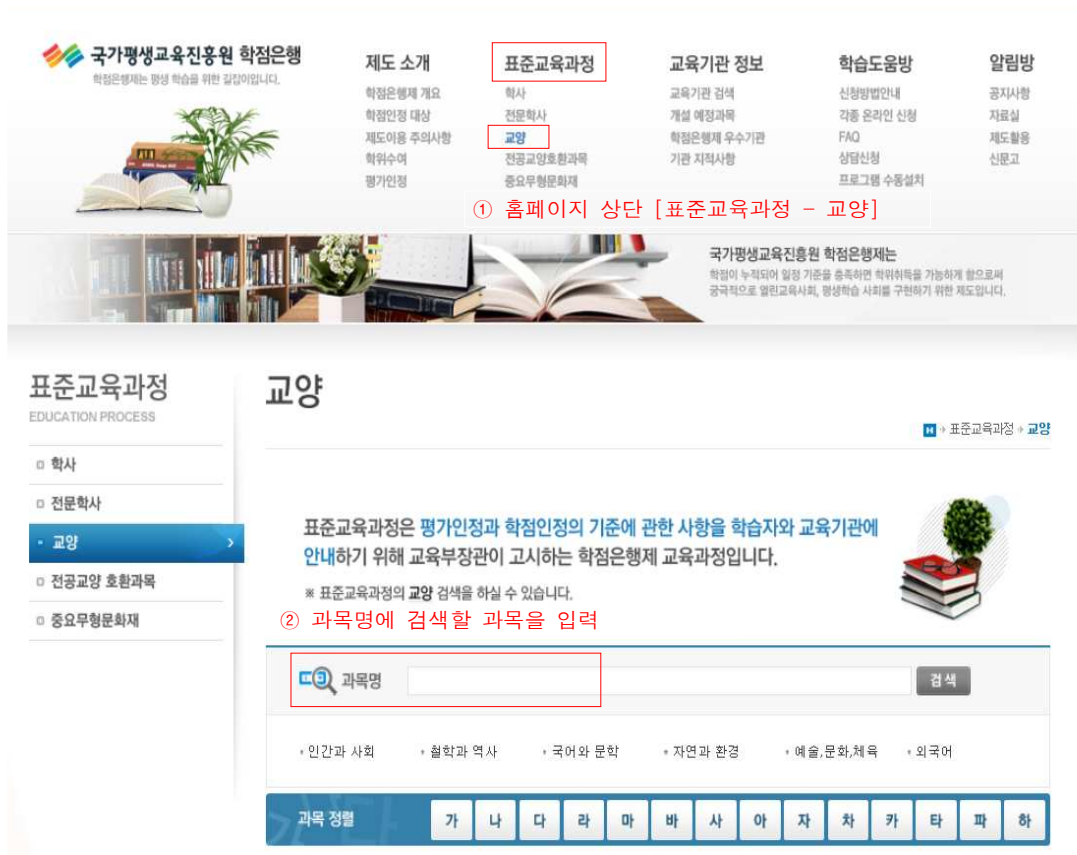 국가평생교육진흥원 학점은행
학점은행제는 평생 학습을 위한 길잡이입니다.
제도 소개
학점은행제 개요
학점인정 대상
제도이용 주의사항
학위수여
평가인정
표준교육과정
학사
전문학사
교양
전공교양호환과목
중요무형문화재
교육기관 정보
교육기관 검색
개설 예정과목
학점은행제 우수기관
기관 지적사항
학습도움방
신청방법안내
각종 온라인 신청
FAQ
상담신청
프로그램 수동설치
알림방
공지사항
자료실
제도활용
신문고
① 홈페이지 상단 [표준교육과정 – 교양]
국가평생교육진흥원 학점은행제는
학점이 누적되어 일정 기준을 충족하면 학위취득을 가능하게 함으로써
궁극적으로 열린교육사회, 평생학습 사회를 구현하기 위한 제도입니다.
표준교육과정
EDUCATION PROCESS
학사
전문학사
교양
전공교양 호환과목
중요무형문화재
교양
H 표준교육과정 교양
표준교육과정은 평가인정과 학점인정의 기준에 관한 사항을 학습자와 교육기관에
안내하기 위해 교육부장관이 고시하는 학점은행제 교육과정입니다.
※ 표준교육과정의 교양 검색을 하실 수 있습니다.
② 과목명에 검색할 과목을 입력
과목명 검색
인간과 사회 철학과 역사 국어와 문학 자연과 환경 예술,문화,체육 외국어
과목 정렬 가 나 다 라 마 바 사 아 자 차 카 타 파 하